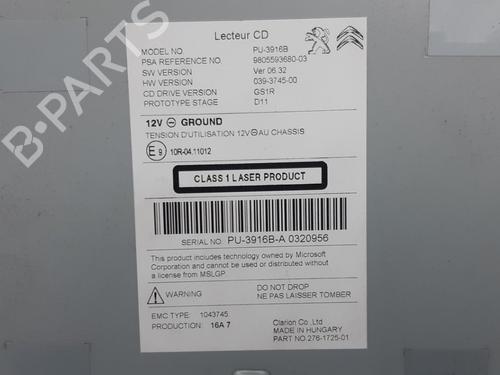 Lecteur CD
MODEL NO. PU-3916B
PSA REFERENCE NO. 9805593680-03
SW VERSION Ver 06.32
HW VERSION 039-3745-00
CD DRIVE VERSION GS1R
PROTOTYPE STAGE D11
12V ⊖ GROUND
TENSION D'UTILISATION 12V ⊖ AU CHASSIS
E9 10R-04.11012
CLASS 1 LASER PRODUCT
SERIAL NO. PU-3916B-A 0320956
This product includes technology owned by Microsoft
Corporation and cannot be used or distributed without
a license from MSLGP.
WARNING DO NOT DROP
NE PAS LAISSER TOMBER
EMC TYPE: 1043745
PRODUCTION: 16A 7
Clarion Co.,Ltd
MADE IN HUNGARY
PART NO.276-1725-01
B-PARTS